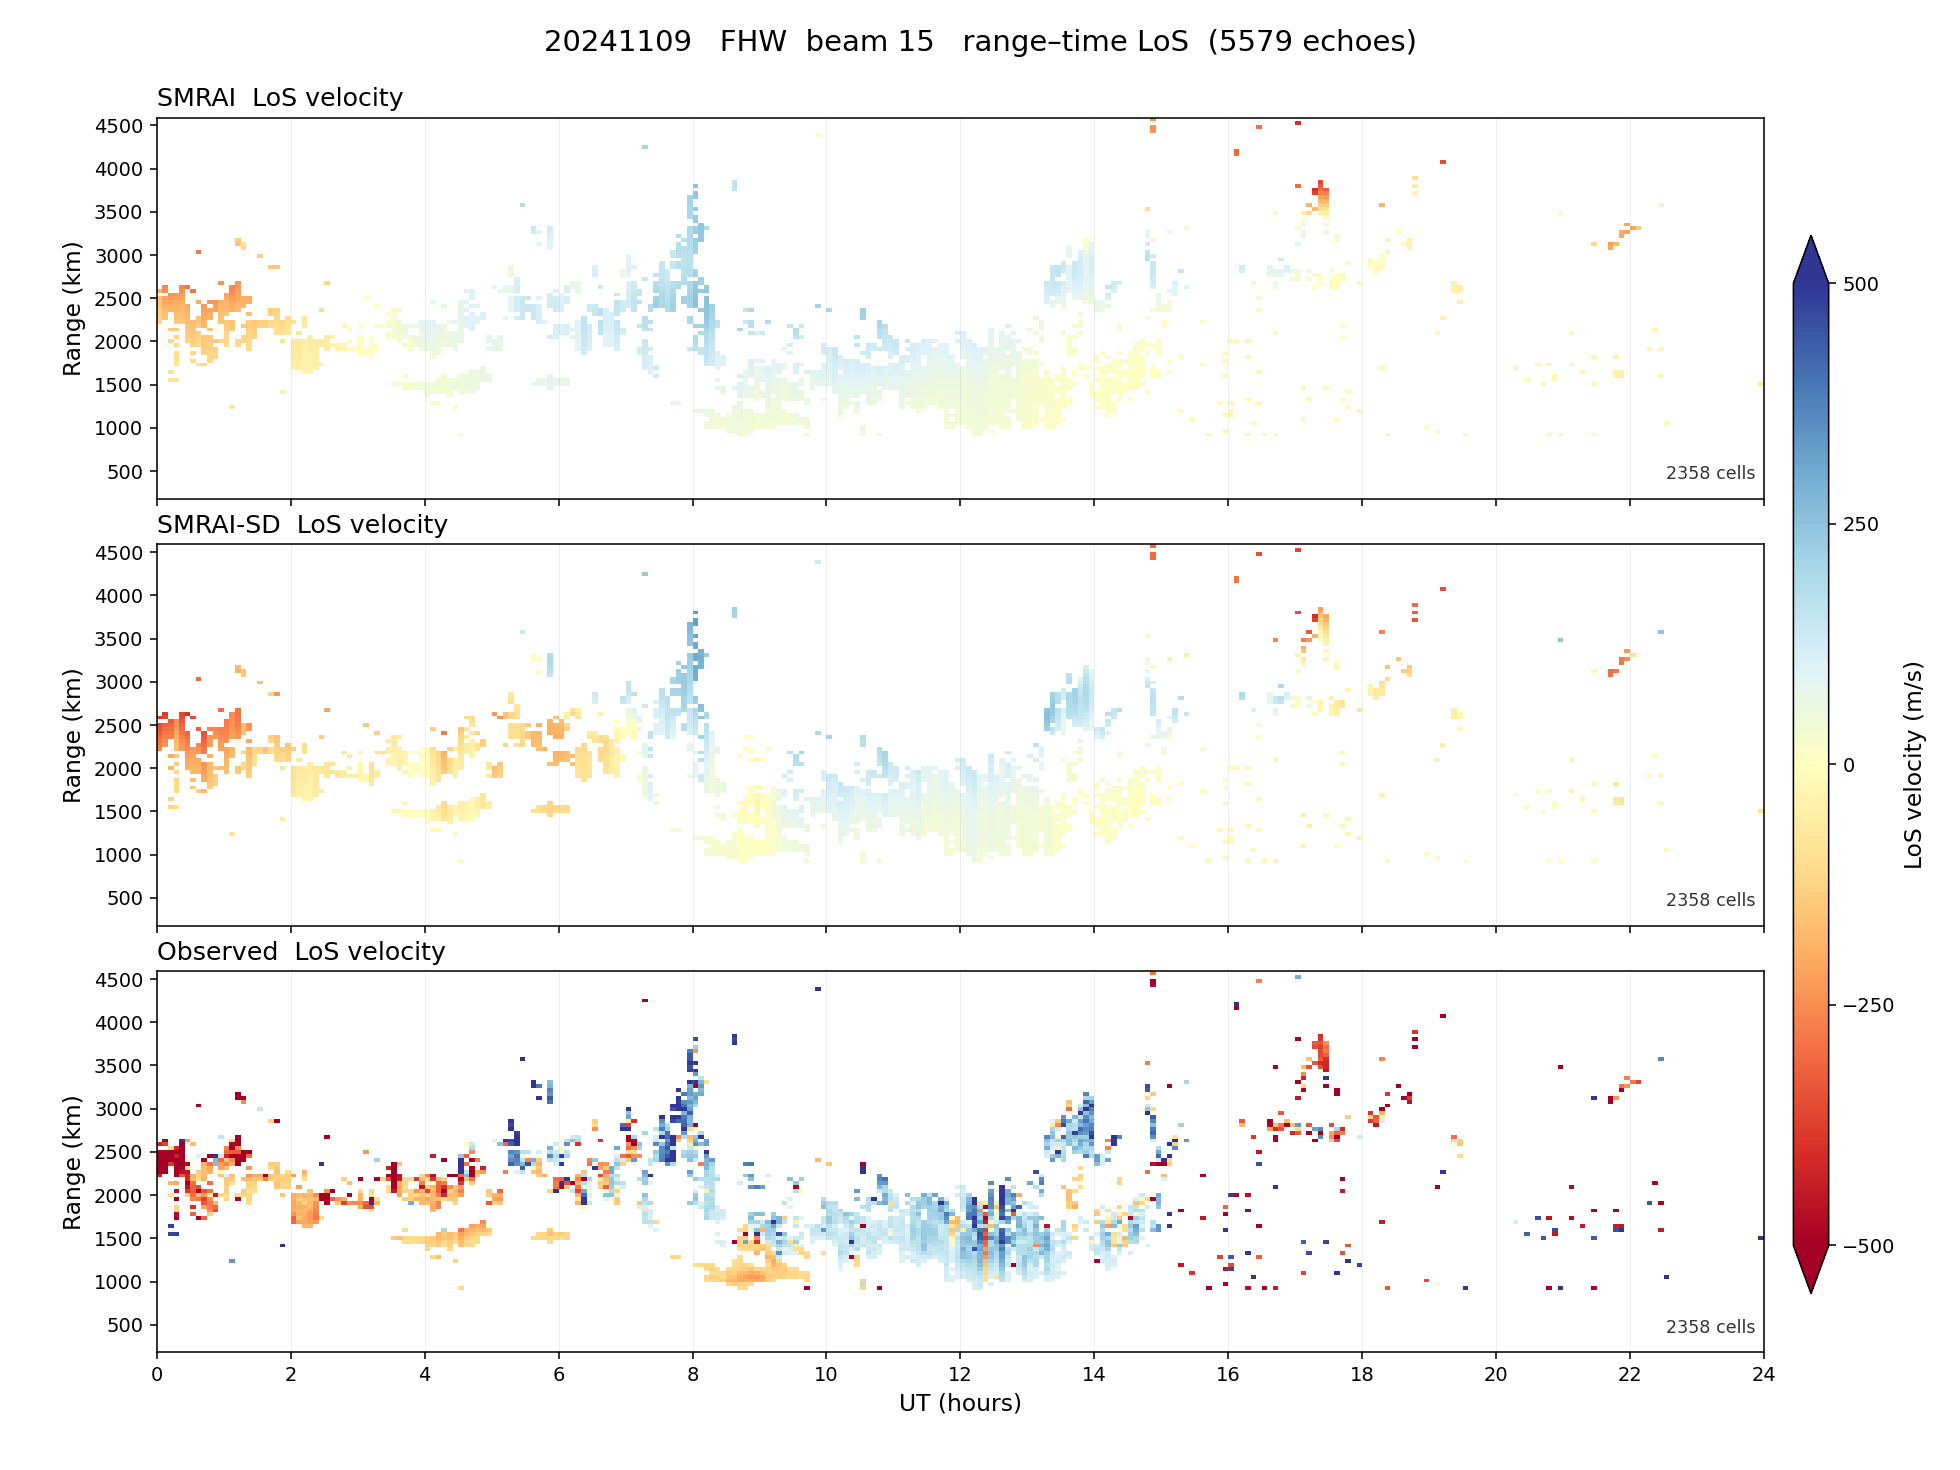 20241109   FHW  beam 15   range–time LoS  (5579 echoes)
SMRAI  LoS velocity
4500
4000
3500
3000
2500
2000
1500
1000
500
Range (km)
2358 cells
SMRAI-SD  LoS velocity
4500
4000
3500
3000
2500
2000
1500
1000
500
Range (km)
2358 cells
Observed  LoS velocity
4500
4000
3500
3000
2500
2000
1500
1000
500
Range (km)
2358 cells
0 2 4 6 8 10 12 14 16 18 20 22 24
UT (hours)
500
250
0
−250
−500
LoS velocity (m/s)